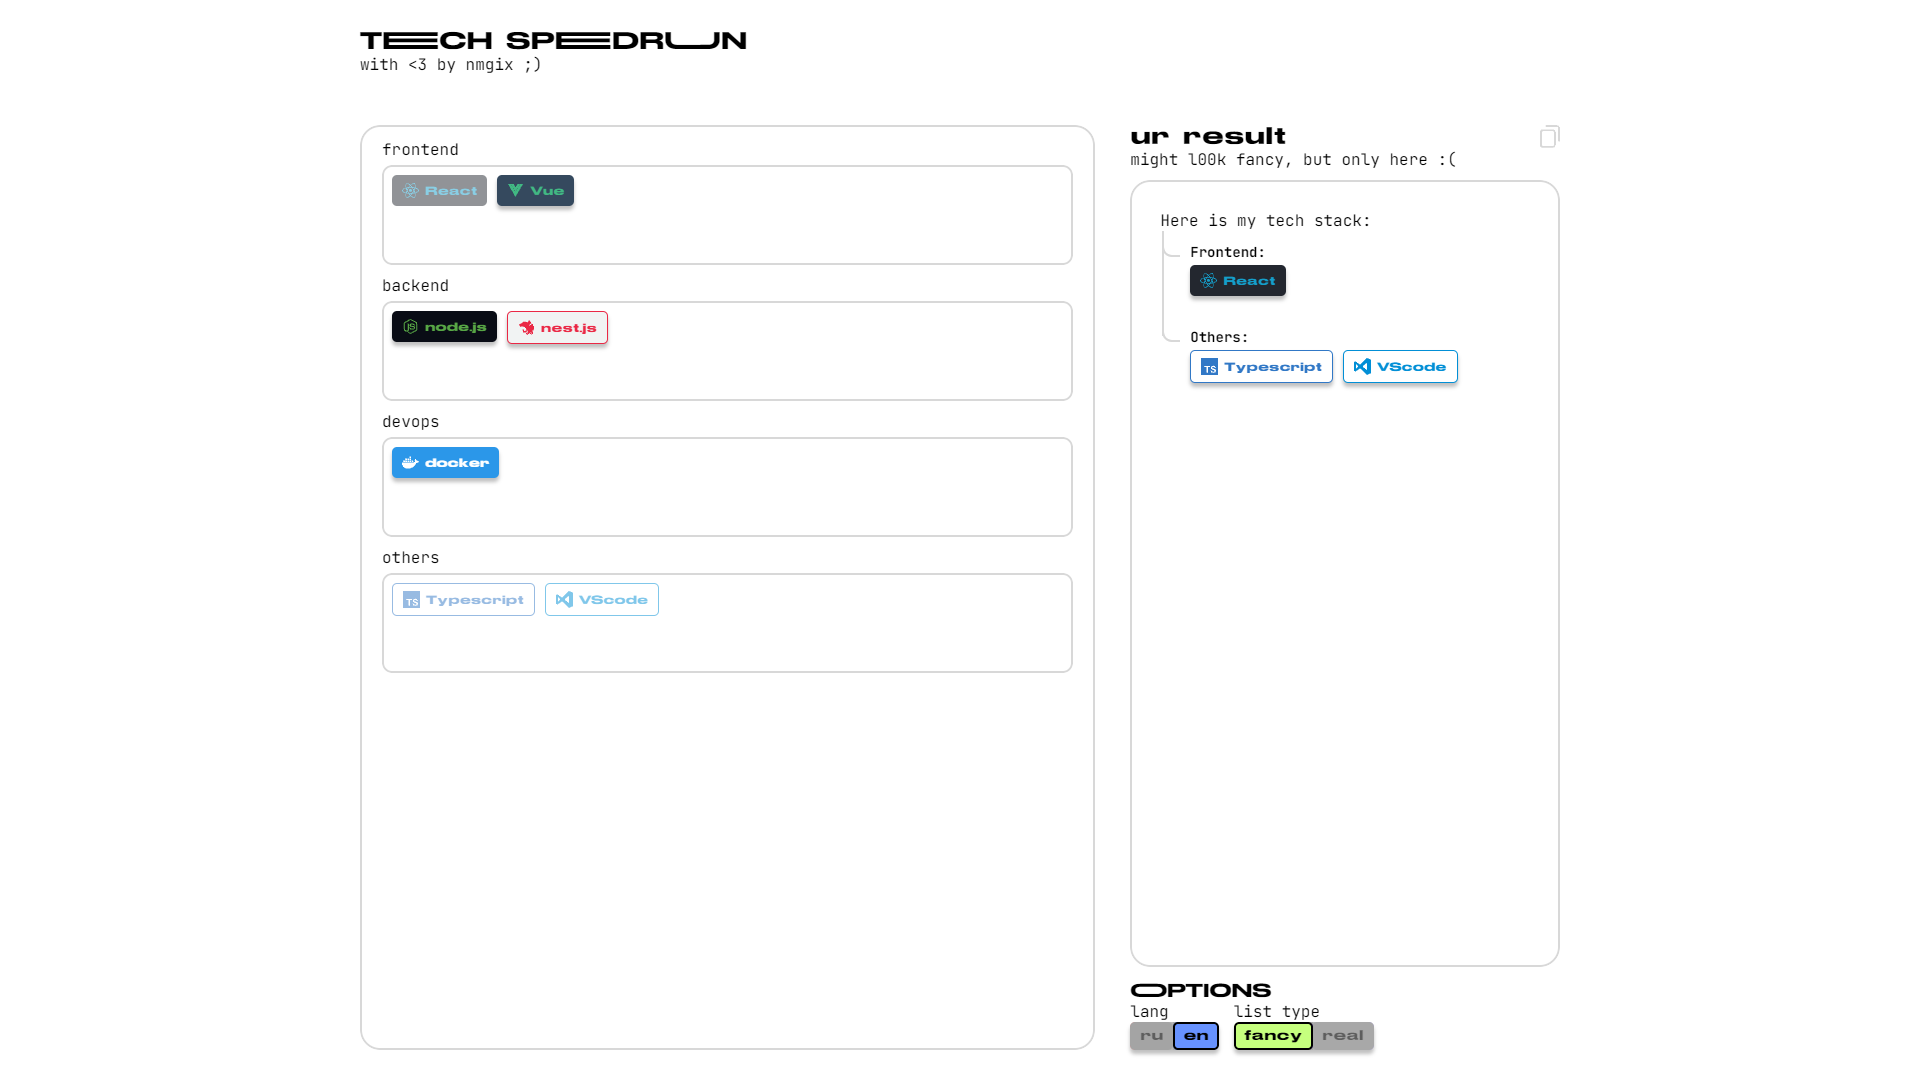 TEECH SPEEDRUN
with <3 by nmgix ;)
frontend
React Vue
backend
node.js nest.js
devops
docker
others
TS Typescript VScode
ur result
might l00k fancy, but only here :(
Here is my tech stack:
Frontend:
React
Others:
TS Typescript VScode
OPTIONS
lang list type
ru en fancy real